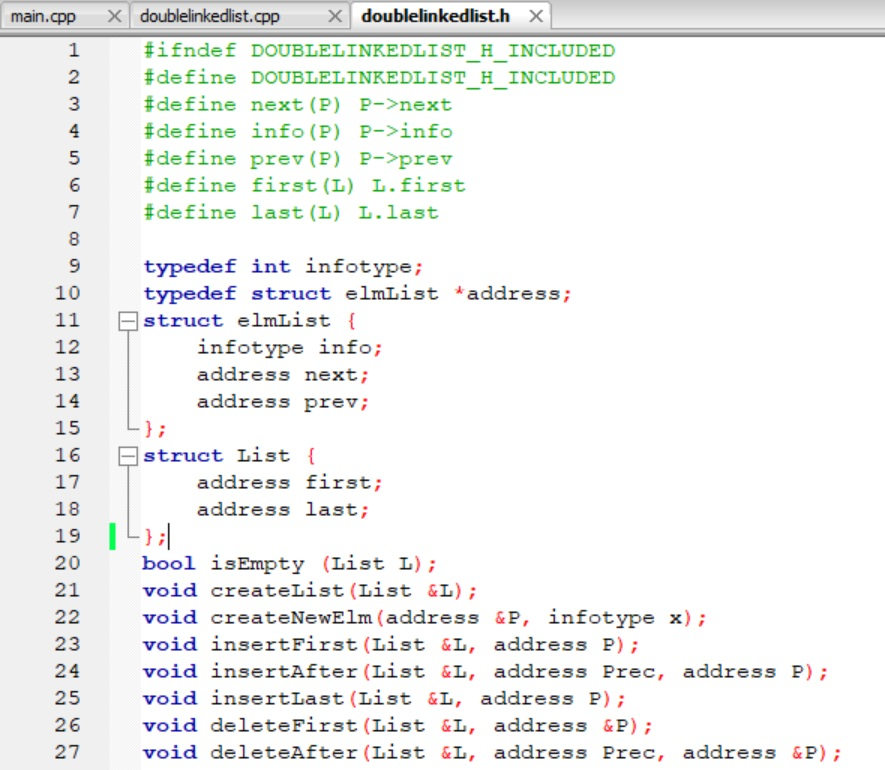 main.cpp doublelinkedlist.cpp doublelinkedlist.h
1 #ifndef DOUBLELINKEDLIST_H_INCLUDED
2 #define DOUBLELINKEDLIST_H_INCLUDED
3 #define next(P) P->next
4 #define info(P) P->info
5 #define prev(P) P->prev
6 #define first(L) L.first
7 #define last(L) L.last
8
9 typedef int infotype;
10 typedef struct elmList *address;
11 struct elmList {
12 infotype info;
13 address next;
14 address prev;
15 };
16 struct List {
17 address first;
18 address last;
19 };
20 bool isEmpty (List L);
21 void createList(List &L);
22 void createNewElm(address &P, infotype x);
23 void insertFirst(List &L, address P);
24 void insertAfter(List &L, address Prec, address P);
25 void insertLast(List &L, address P);
26 void deleteFirst(List &L, address &P);
27 void deleteAfter(List &L, address Prec, address &P);